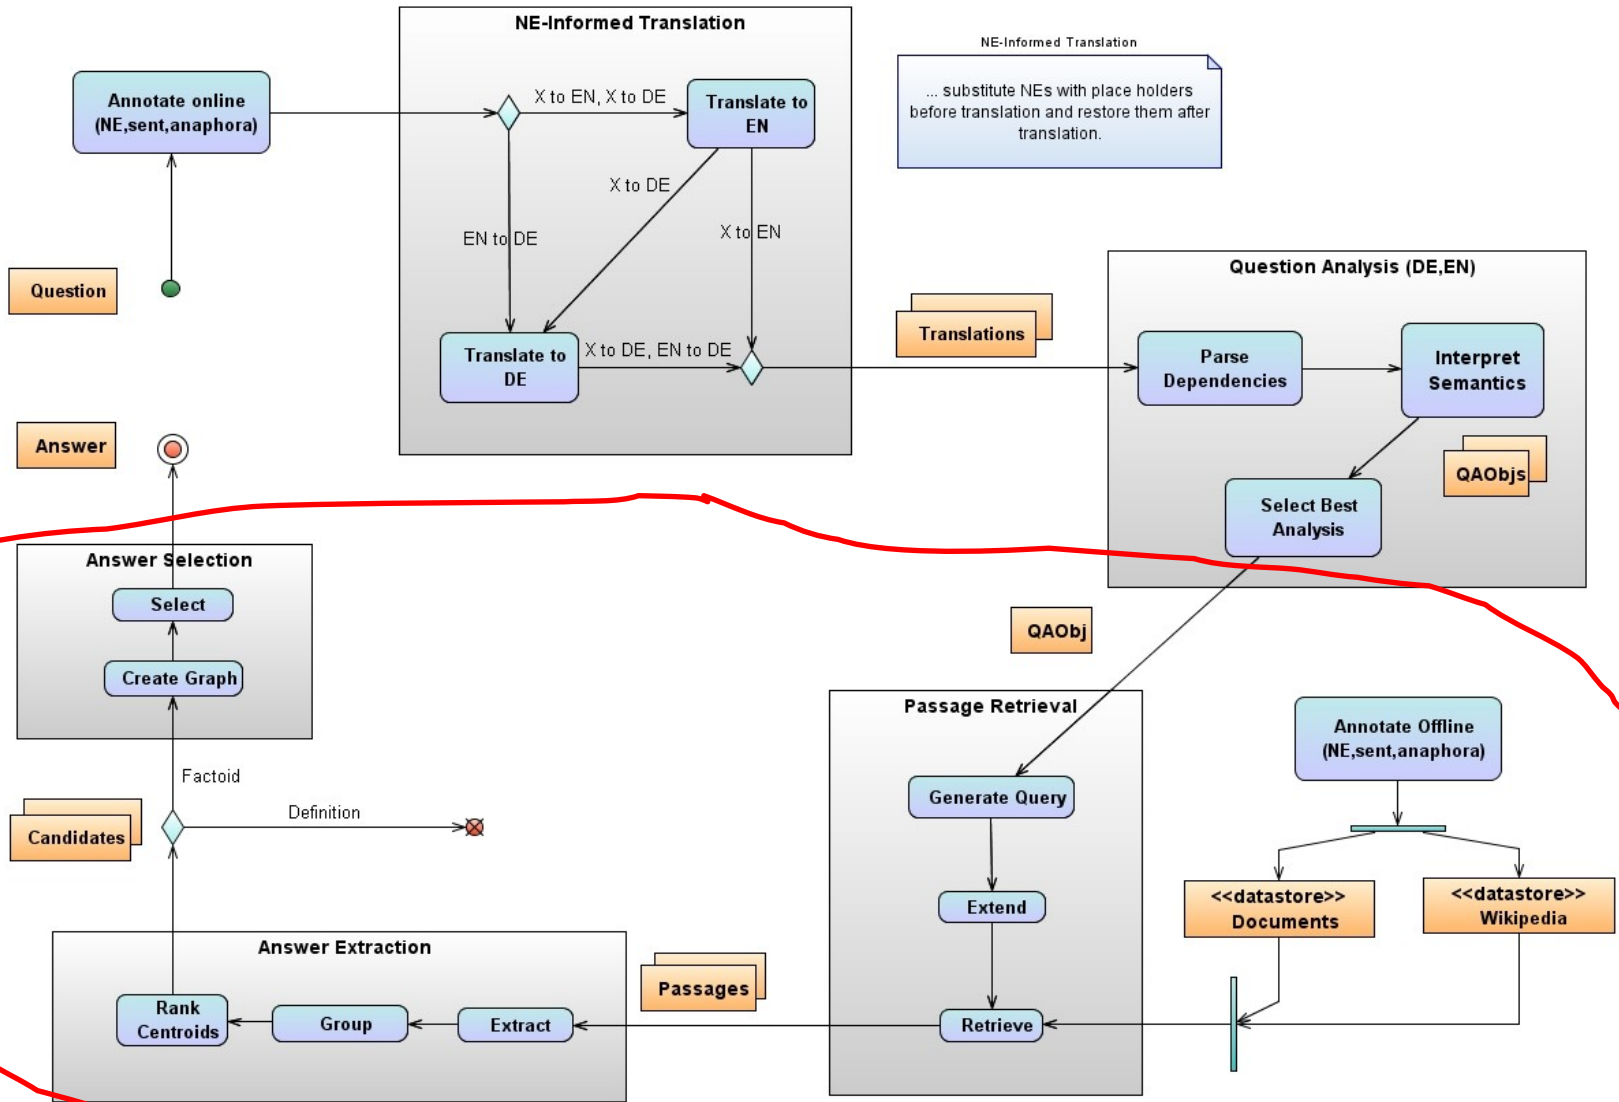 NE-Informed Translation
NE-Informed Translation
... substitute NEs with place holders
before translation and restore them after
translation.
Annotate online
(NE,sent,anaphora)
X to EN, X to DE
Translate to
EN
X to DE
EN to DE
X to EN
Question
Translate to
DE
X to DE, EN to DE
Translations
Question Analysis (DE,EN)
Parse
Dependencies
Interpret
Semantics
QAObjs
Select Best
Analysis
Answer
Answer Selection
Select
Create Graph
Factoid
Definition
Candidates
QAObj
Passage Retrieval
Generate Query
Extend
Retrieve
Annotate Offline
(NE,sent,anaphora)
<<datastore>>
Documents
<<datastore>>
Wikipedia
Answer Extraction
Rank
Centroids
Group
Extract
Passages